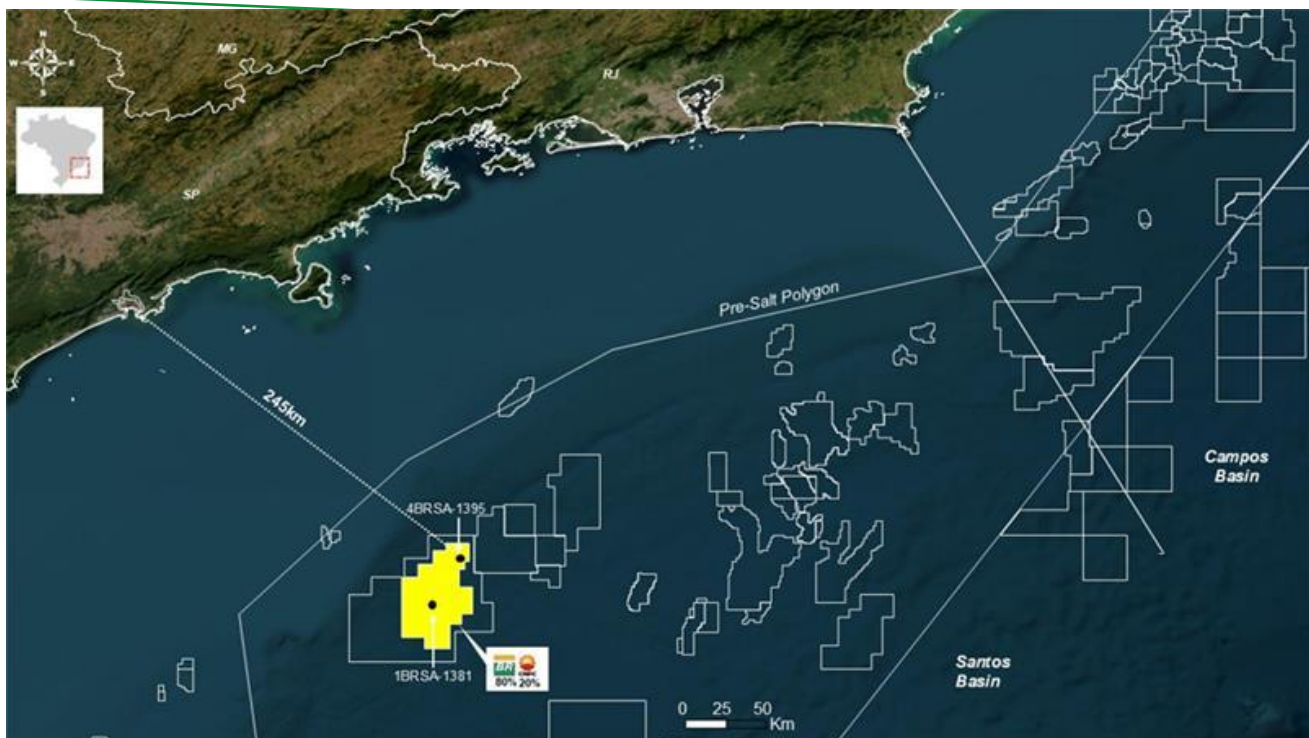 N
W E
S
MG
RJ
SP
Pre-Salt Polygon
245km
Campos
Basin
4BRSA-1395
BR
CNPC
80% 20%
1BRSA-1381
Santos
Basin
0 25 50
Km